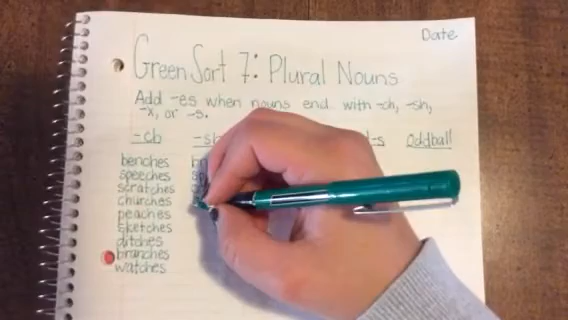 Date
Green Sort 7: Plural Nouns
Add -es when nouns end with -ch, -sh,
-x, or -s.
-ch -sh -s Oddball
benches
speeches
scratches
churches
peaches
sketches
ditches
branches
watches